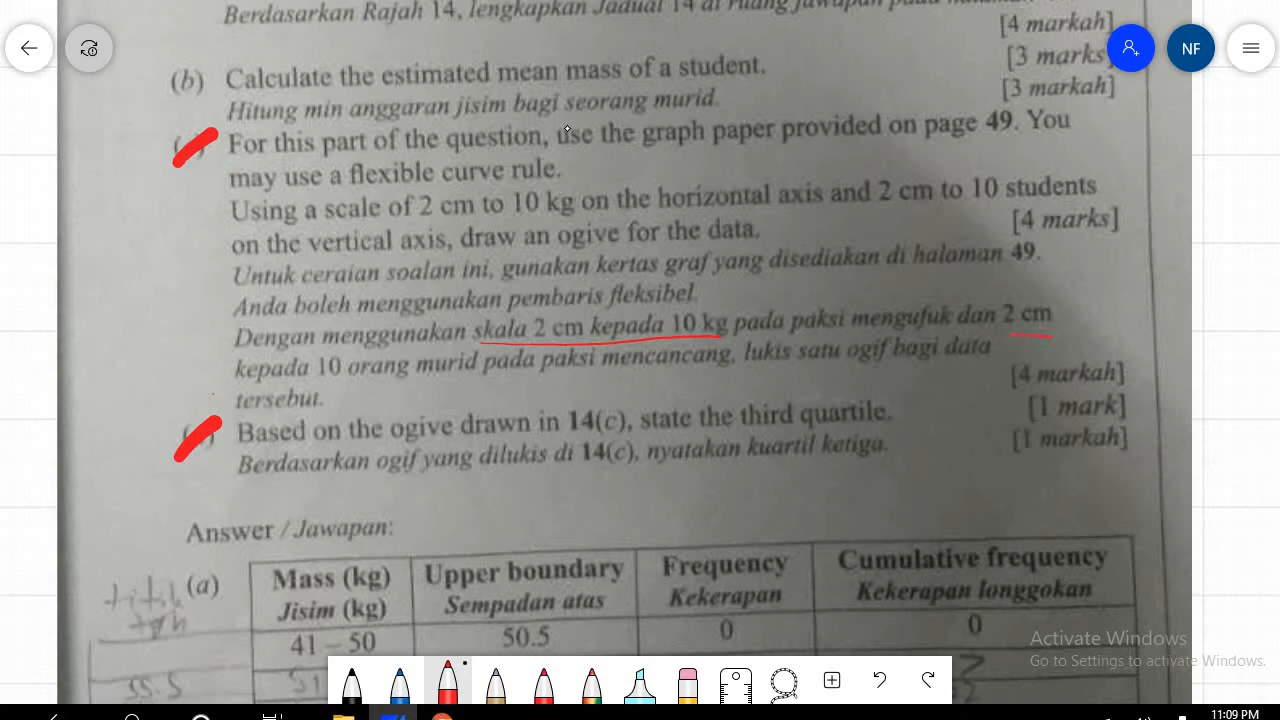 Berdasarkan Rajah 14, lengkapkan Jadual 14 di ruang jawapan pada
[4 markah]
(b) Calculate the estimated mean mass of a student. [3 marks]
Hitung min anggaran jisim bagi seorang murid. [3 markah]
For this part of the question, use the graph paper provided on page 49. You
may use a flexible curve rule.
Using a scale of 2 cm to 10 kg on the horizontal axis and 2 cm to 10 students
on the vertical axis, draw an ogive for the data. [4 marks]
Untuk ceraian soalan ini, gunakan kertas graf yang disediakan di halaman 49.
Anda boleh menggunakan pembaris fleksibel.
Dengan menggunakan skala 2 cm kepada 10 kg pada paksi mengufuk dan 2 cm
kepada 10 orang murid pada paksi mencancang, lukis satu ogif bagi data
tersebut. [4 markah]
Based on the ogive drawn in 14(c), state the third quartile. [1 mark]
Berdasarkan ogif yang dilukis di 14(c), nyatakan kuartil ketiga. [1 markah]
Answer / Jawapan:
(a) Mass (kg) Upper boundary Frequency Cumulative frequency
Jisim (kg) Sempadan atas Kekerapan Kekerapan longgokan
41 – 50 50.5 0 0
55.5 51
NF
Activate Windows
Go to Settings to activate Windows.
11:09 PM